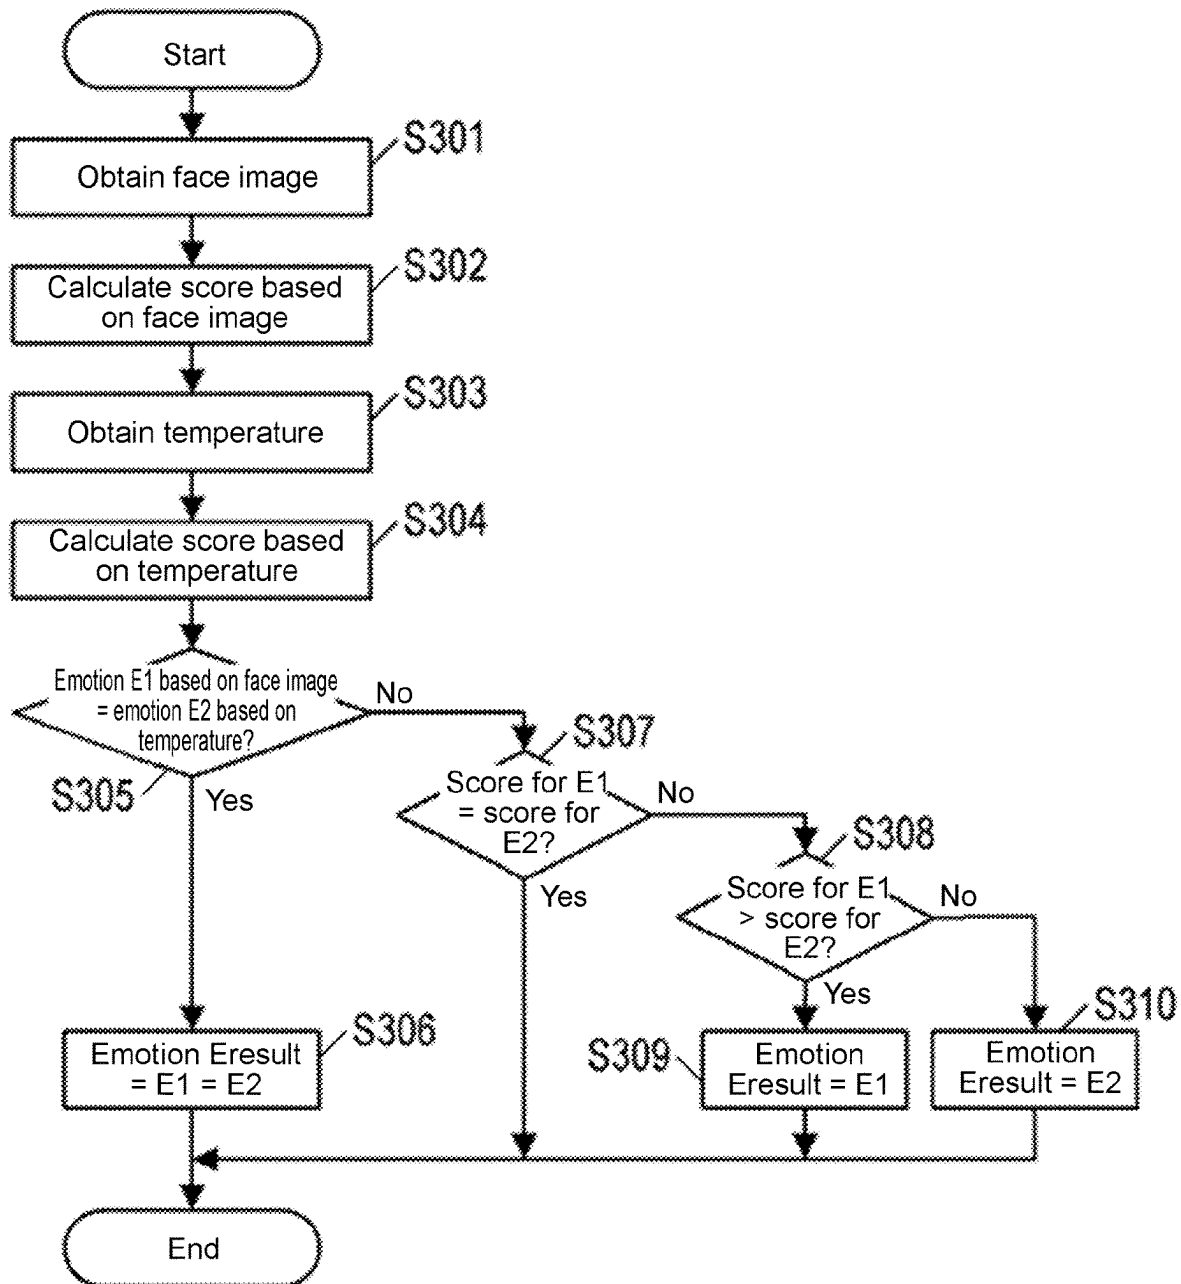 Start
S301
Obtain face image
S302
Calculate score based
on face image
S303
Obtain temperature
S304
Calculate score based
on temperature
Emotion E1 based on face image
= emotion E2 based on
temperature?
No
S305
Yes
S307
Score for E1
= score for
E2?
No
Yes
S308
Score for E1
> score for
E2?
No
Yes
S306
Emotion Eresult
= E1 = E2
S309
Emotion
Eresult = E1
S310
Emotion
Eresult = E2
End